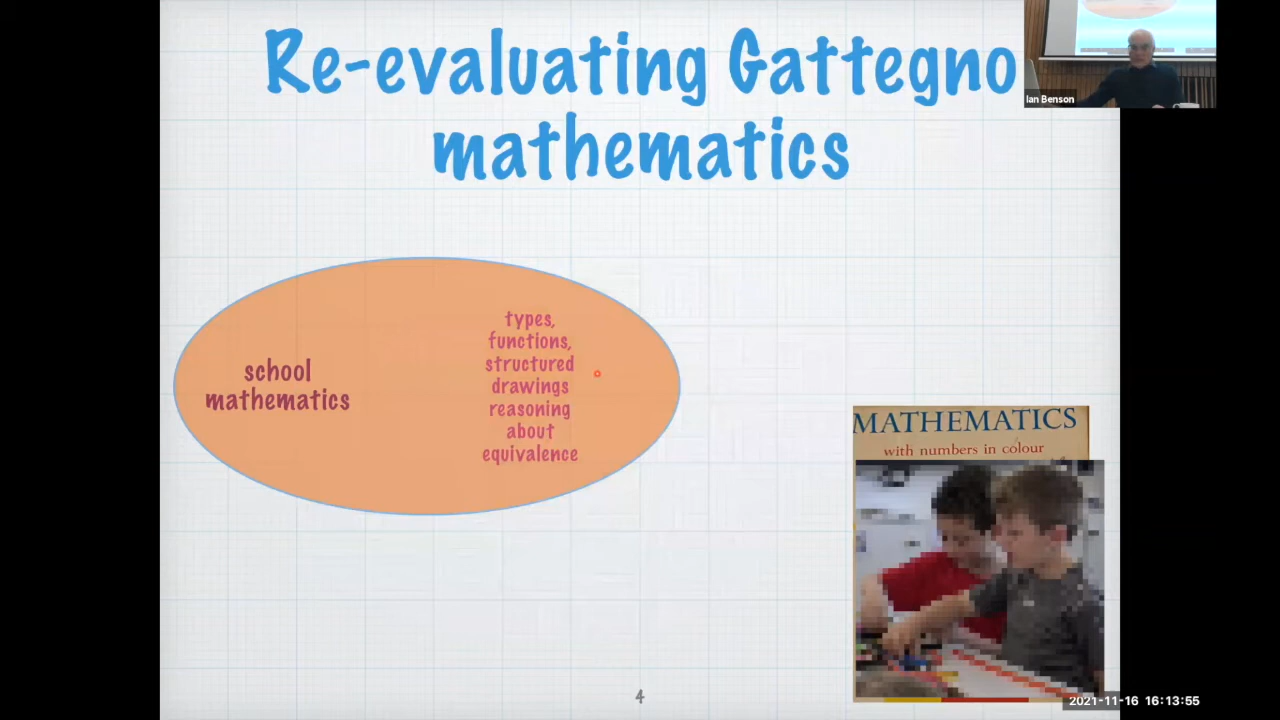 Re-evaluating Gattegno
mathematics
Ian Benson
school
mathematics
types,
functions,
structured
drawings
reasoning
about
equivalence
MATHEMATICS
with numbers in colour
4
2021-11-16 16:13:55